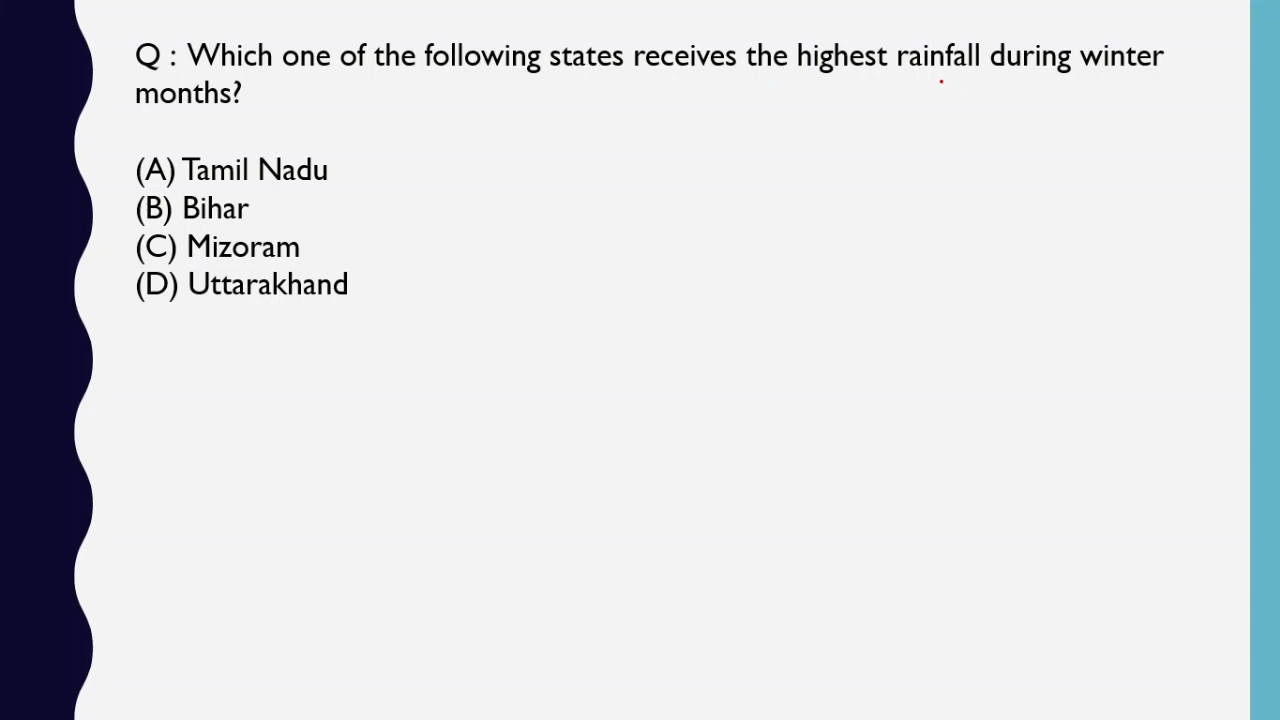 Q : Which one of the following states receives the highest rainfall during winter
months?
(A) Tamil Nadu
(B) Bihar
(C) Mizoram
(D) Uttarakhand